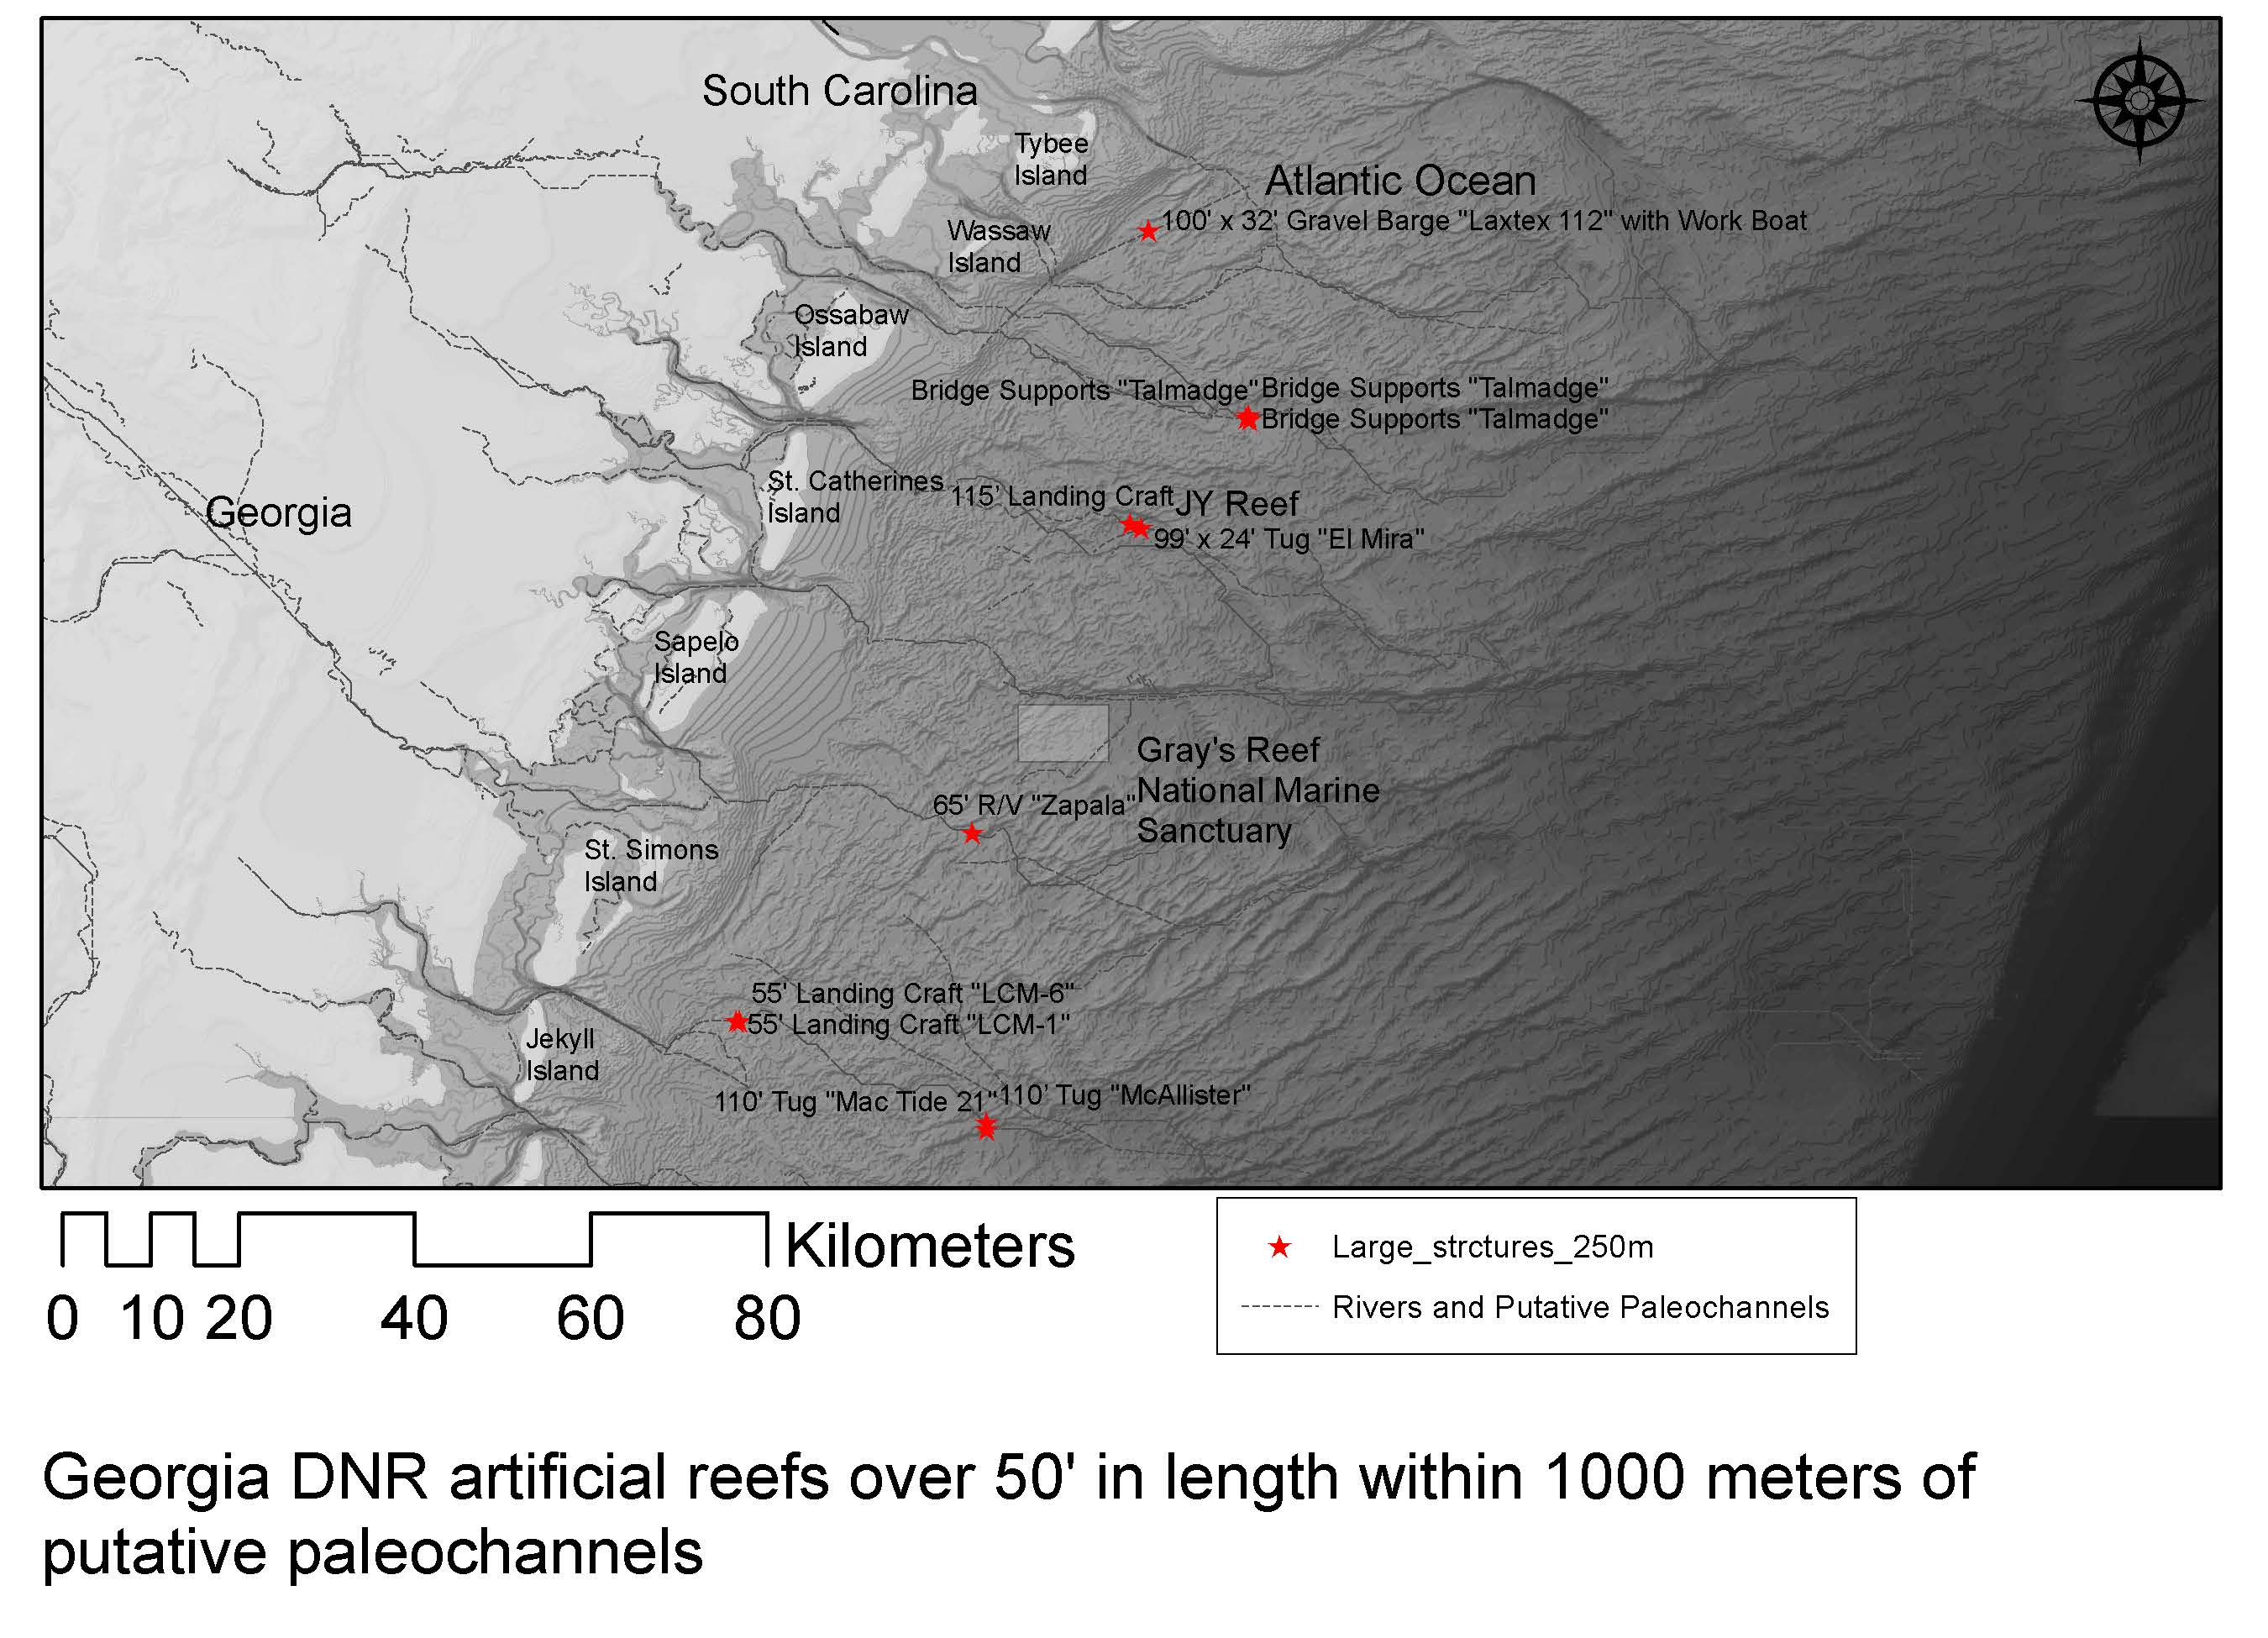 South Carolina
Tybee
Island
Atlantic Ocean
100' x 32' Gravel Barge "Laxtex 112" with Work Boat
Wassaw
Island
Ossabaw
Island
Bridge Supports "Talmadge"
Bridge Supports "Talmadge"
Bridge Supports "Talmadge"
St. Catherines
Island
115' Landing Craft
JY Reef
99' x 24' Tug "El Mira"
Georgia
Sapelo
Island
Gray's Reef
National Marine
Sanctuary
65' R/V "Zapala"
St. Simons
Island
55' Landing Craft "LCM-6"
55' Landing Craft "LCM-1"
Jekyll
Island
110' Tug "Mac Tide 21"
110' Tug "McAllister"
Kilometers
0 10 20 40 60 80
Large_strctures_250m
Rivers and Putative Paleochannels
Georgia DNR artificial reefs over 50' in length within 1000 meters of
putative paleochannels